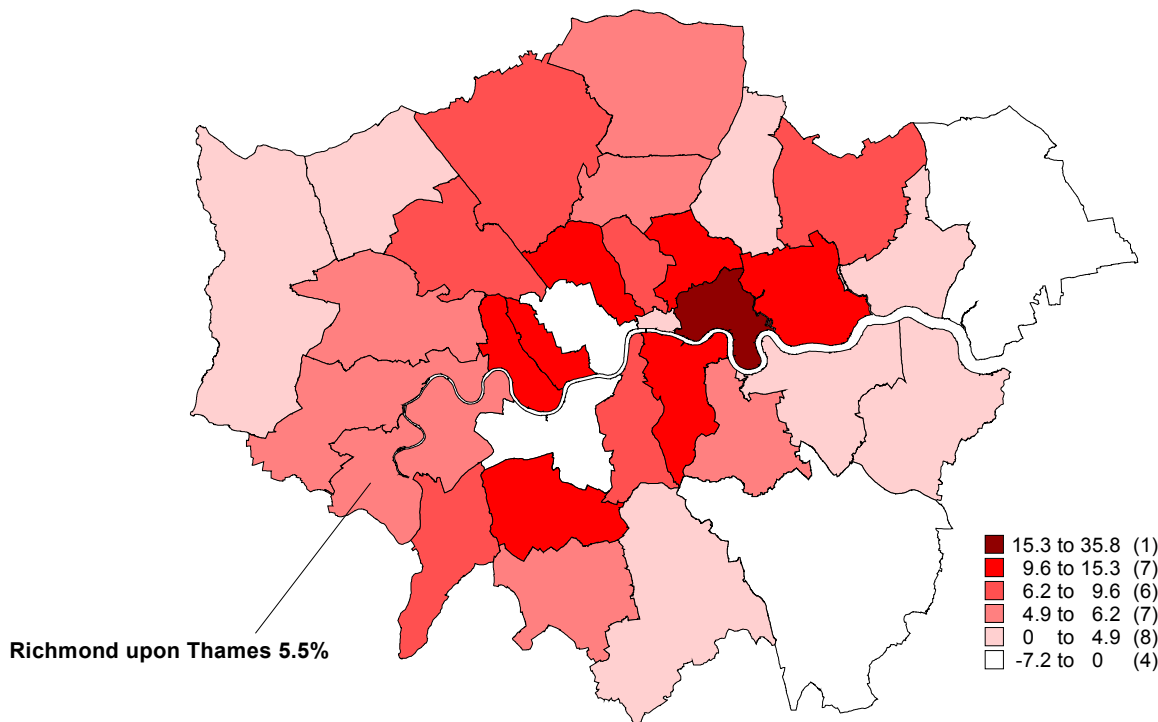 15.3 to 35.8 (1)
9.6 to 15.3 (7)
6.2 to 9.6 (6)
4.9 to 6.2 (7)
0 to 4.9 (8)
-7.2 to 0 (4)
Richmond upon Thames 5.5%